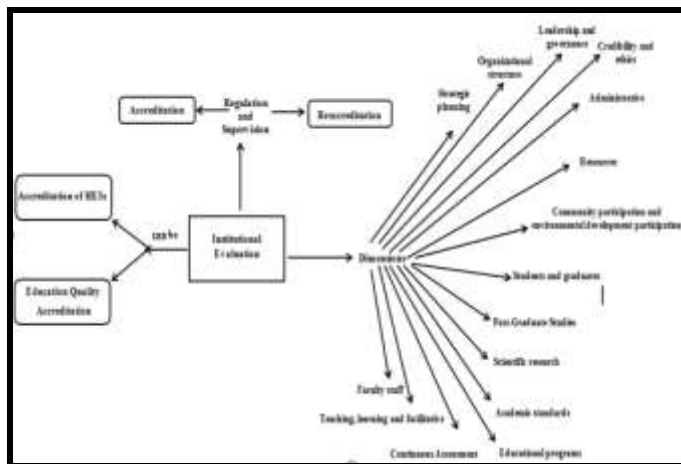 Leadership and
governance
Credibility and
ethics
Organizational
structure
Strategic
planning
Administrative
Accreditation
Regulation
and
Supervision
Reaccreditation
Resources
Accreditation of HEIs
Community participation and
environmental development participation
Institutional
Evaluation
Dimensions
Students and graduates
Education Quality
Accreditation
Post Graduate Studies
Scientific research
Faculty staff
Teaching, learning and facilitative
Academic standards
Continuous Assessment
Educational programs